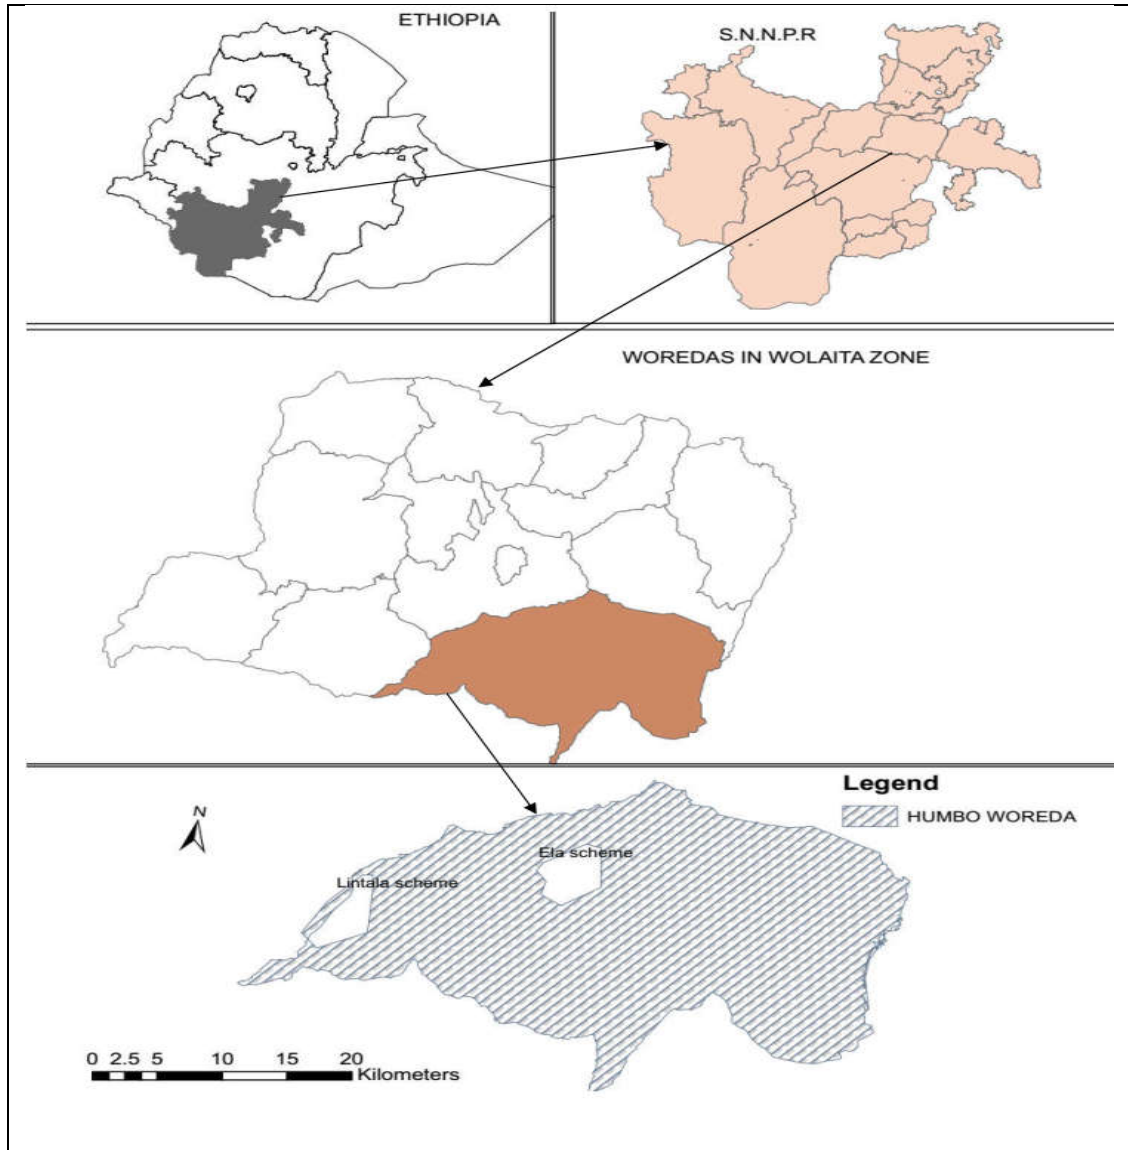 ETHIOPIA
S.N.N.P.R
WOREDAS IN WOLAITA ZONE
Legend
HUMBO WOREDA
N
Ela scheme
Lintala scheme
0 2.5 5 10 15 20
Kilometers